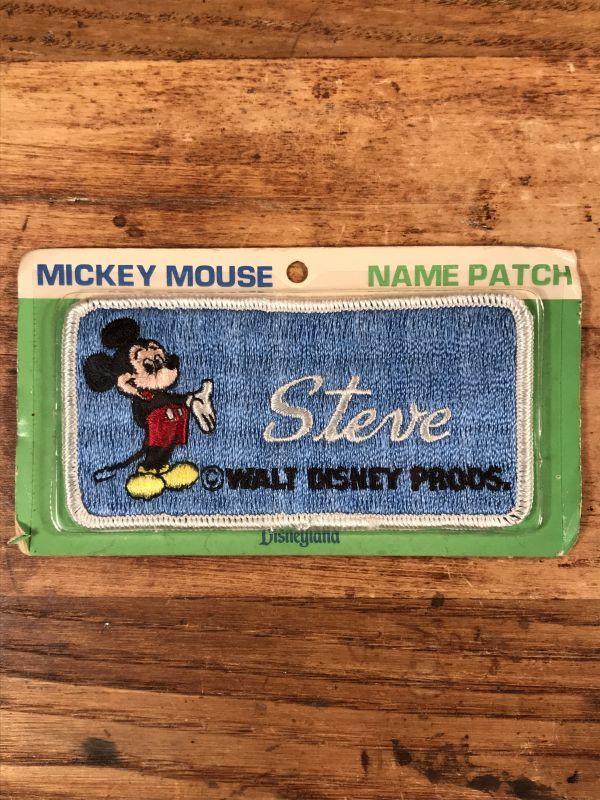 MICKEY MOUSE NAME PATCH
Steve
©WALT DISNEY PRODS.
Disneyland